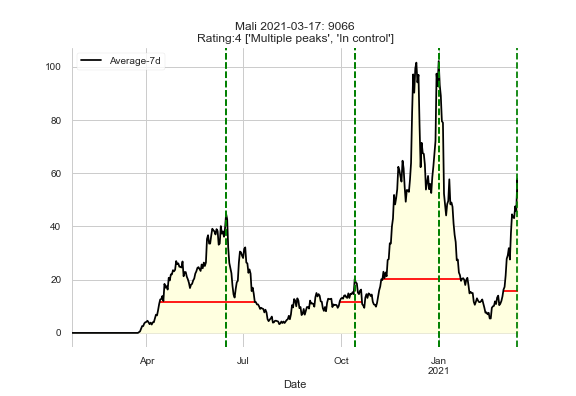 Mali 2021-03-17: 9066
Rating:4 ['Multiple peaks', 'In control']
Average-7d
100
80
60
40
20
0
Apr
Jul
Oct
Jan
2021
Date